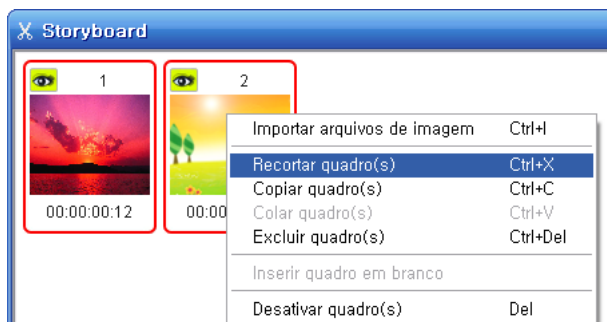 Storyboard
1 2
Importar arquivos de imagem Ctrl+I
Recortar quadro(s) Ctrl+X
Copiar quadro(s) Ctrl+C
Colar quadro(s) Ctrl+V
Excluir quadro(s) Ctrl+Del
Inserir quadro em branco
Desativar quadro(s) Del
00:00:00:12 00:00